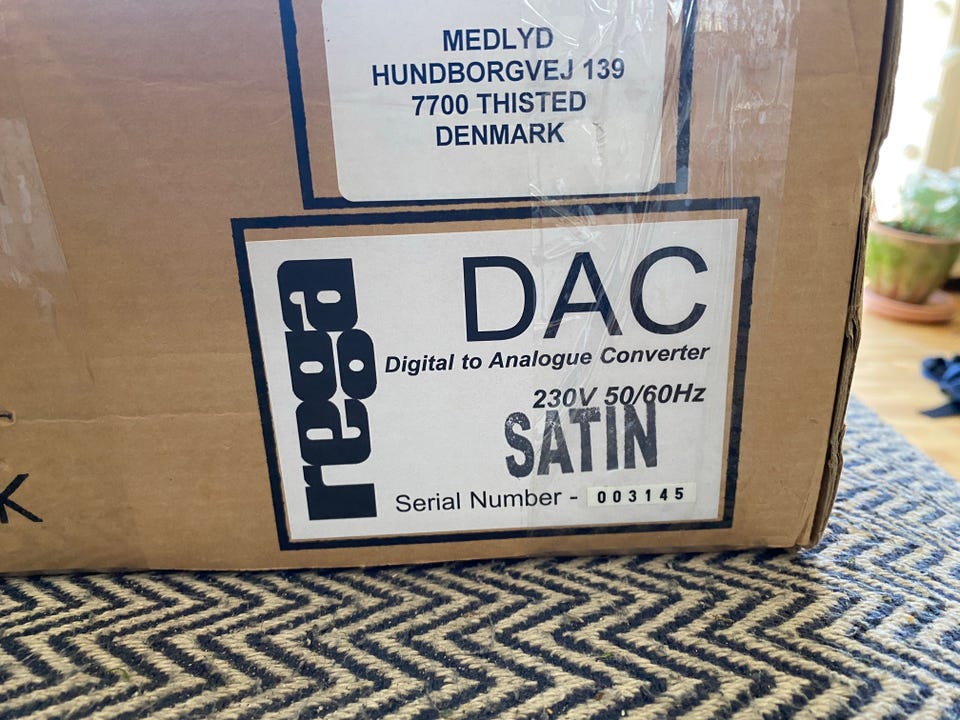 MEDLYD
HUNDBORGVEJ 139
7700 THISTED
DENMARK
rega
DAC
Digital to Analogue Converter
230V 50/60Hz
SATIN
Serial Number - 003145
K